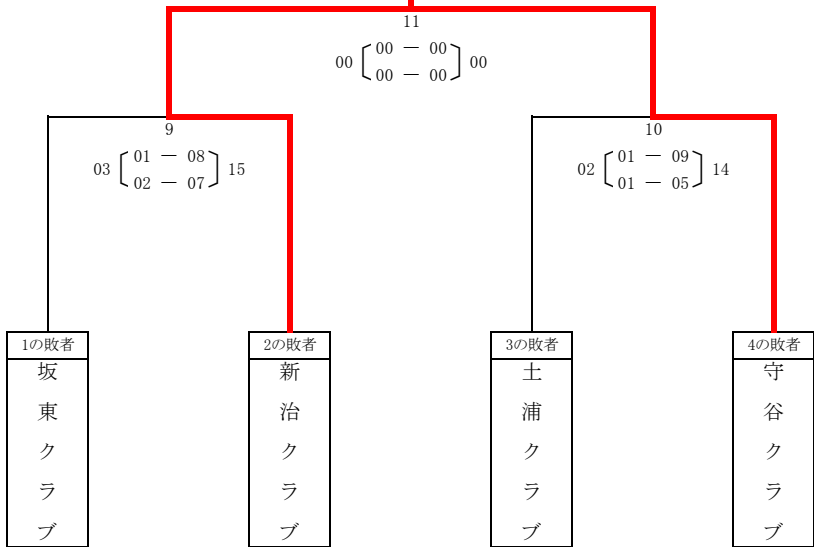 11
00 00 － 00 00
00 － 00
9
03 01 － 08 15
02 － 07
10
02 01 － 09 14
01 － 05
1の敗者
坂東クラブ
2の敗者
新治クラブ
3の敗者
土浦クラブ
4の敗者
守谷クラブ